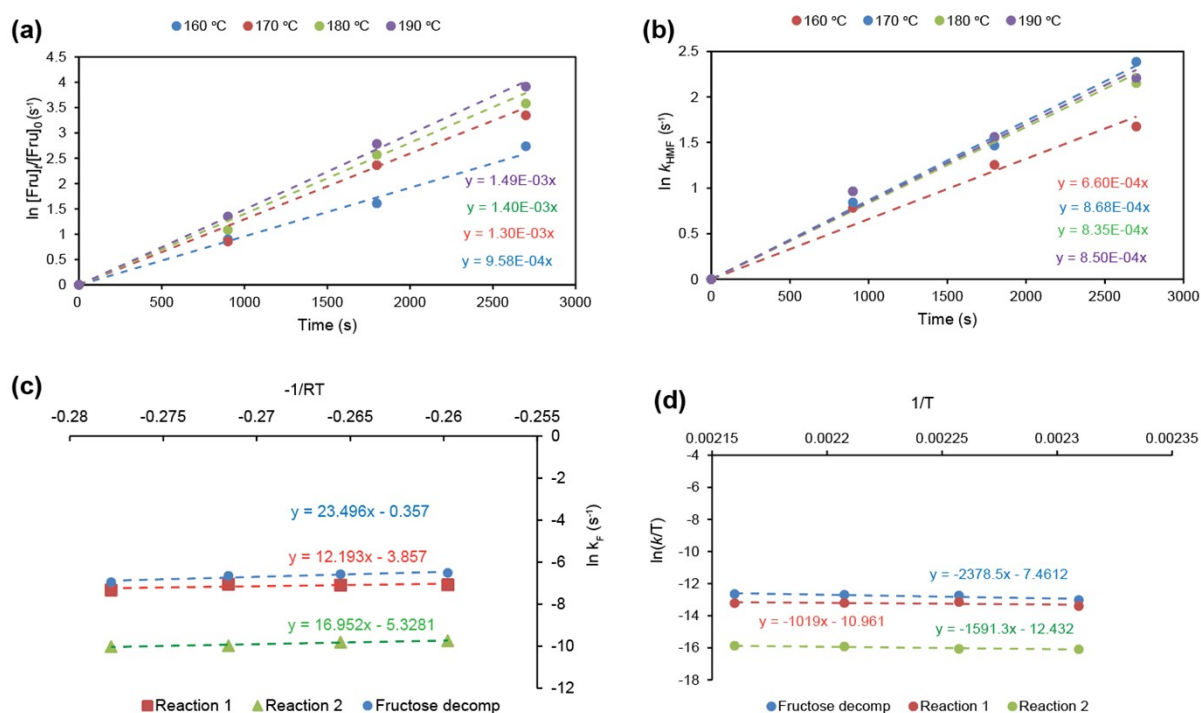 (a)
160 ºC 170 ºC 180 ºC 190 ºC
4.5
4
3.5
3
2.5
2
1.5
1
0.5
0
ln [Fru]t/[Fru]0 (s-1)
y = 1.49E-03x
y = 1.40E-03x
y = 1.30E-03x
y = 9.58E-04x
0 500 1000 1500 2000 2500 3000
Time (s)
(b)
160 ºC 170 ºC 180 ºC 190 ºC
2.5
2
1.5
1
0.5
0
ln kHMF (s-1)
y = 6.60E-04x
y = 8.68E-04x
y = 8.35E-04x
y = 8.50E-04x
0 500 1000 1500 2000 2500 3000
Time (s)
(c)
-1/RT
-0.28 -0.275 -0.27 -0.265 -0.26 -0.255
0
-2
-4
-6
-8
-10
-12
ln kF (s-1)
y = 23.496x - 0.357
y = 12.193x - 3.857
y = 16.952x - 5.3281
Reaction 1 Reaction 2 Fructose decomp
(d)
1/T
0.00215 0.0022 0.00225 0.0023 0.00235
-4
-6
-8
-10
-12
-14
-16
-18
ln(k/T)
y = -2378.5x - 7.4612
y = -1019x - 10.961
y = -1591.3x - 12.432
Fructose decomp Reaction 1 Reaction 2